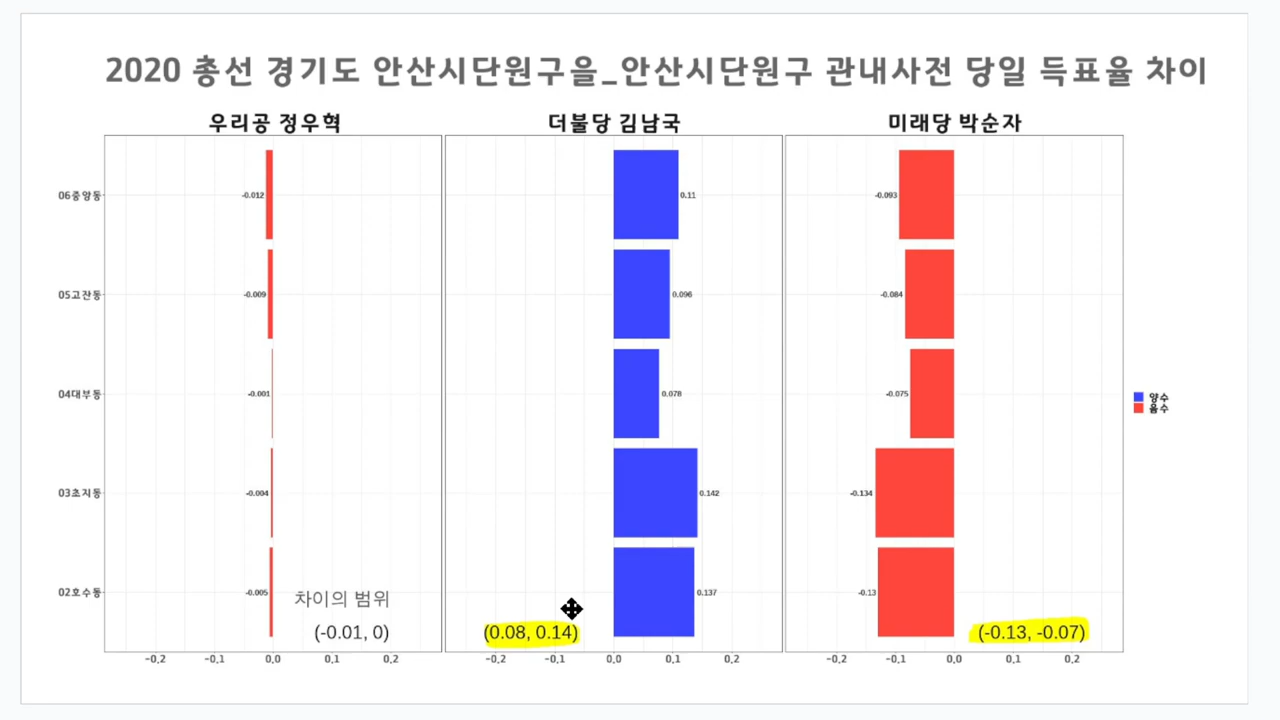 2020 총선 경기도 안산시단원구을_안산시단원구 관내사전 당일 득표율 차이
우리공 정우혁
더불당 김남국
미래당 박순자
06중앙동
-0.012
0.11
-0.093
05고잔동
-0.009
0.096
-0.084
04대부동
-0.001
0.078
-0.075
양수
음수
03초지동
-0.004
0.142
-0.134
02호수동
-0.005
0.137
-0.13
차이의 범위
(-0.01, 0)
(0.08, 0.14)
(-0.13, -0.07)
-0.2 -0.1 0.0 0.1 0.2
-0.2 -0.1 0.0 0.1 0.2
-0.2 -0.1 0.0 0.1 0.2